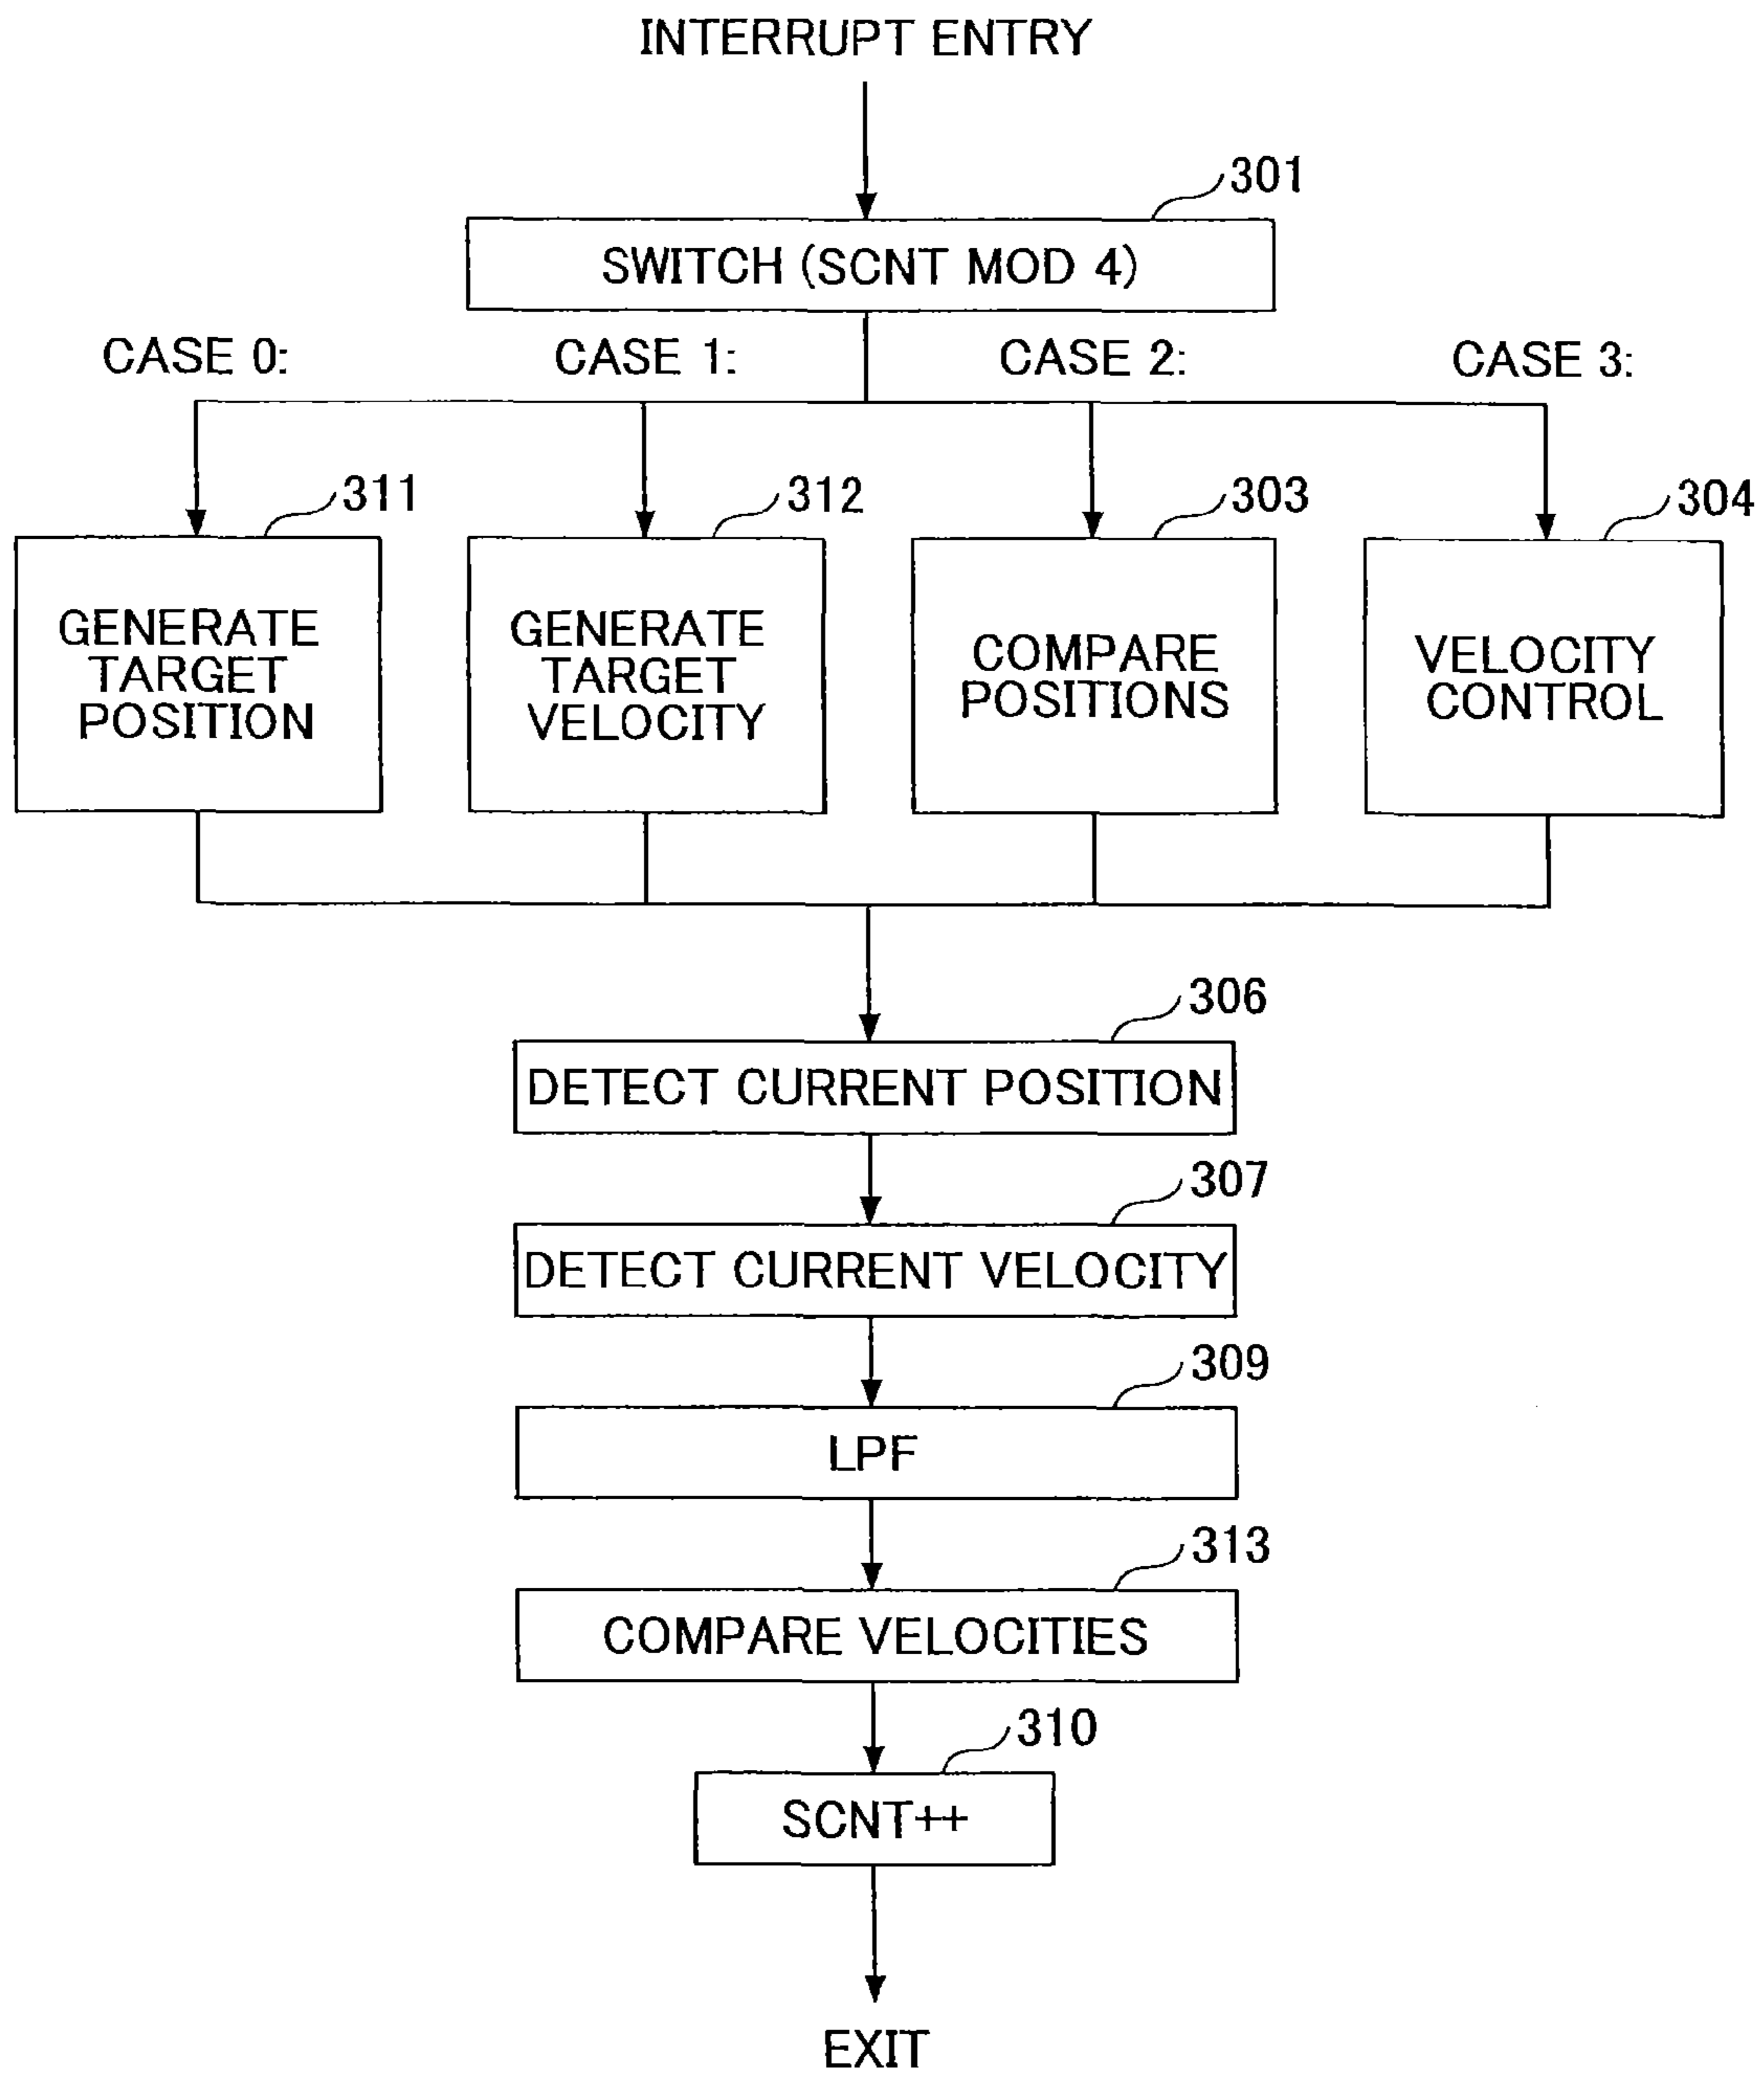 INTERRUPT ENTRY
301
SWITCH (SCNT MOD 4)
CASE 0:
CASE 1:
CASE 2:
CASE 3:
311
312
303
304
GENERATE
TARGET
POSITION
GENERATE
TARGET
VELOCITY
COMPARE
POSITIONS
VELOCITY
CONTROL
306
DETECT CURRENT POSITION
307
DETECT CURRENT VELOCITY
309
LPF
313
COMPARE VELOCITIES
310
SCNT++
EXIT